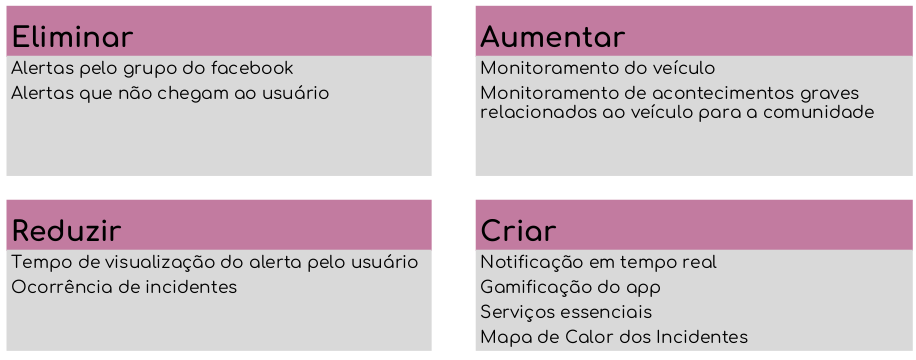 Eliminar
Alertas pelo grupo do facebook
Alertas que não chegam ao usuário
Aumentar
Monitoramento do veículo
Monitoramento de acontecimentos graves
relacionados ao veículo para a comunidade
Reduzir
Tempo de visualização do alerta pelo usuário
Ocorrência de incidentes
Criar
Notificação em tempo real
Gamificação do app
Serviços essenciais
Mapa de Calor dos Incidentes